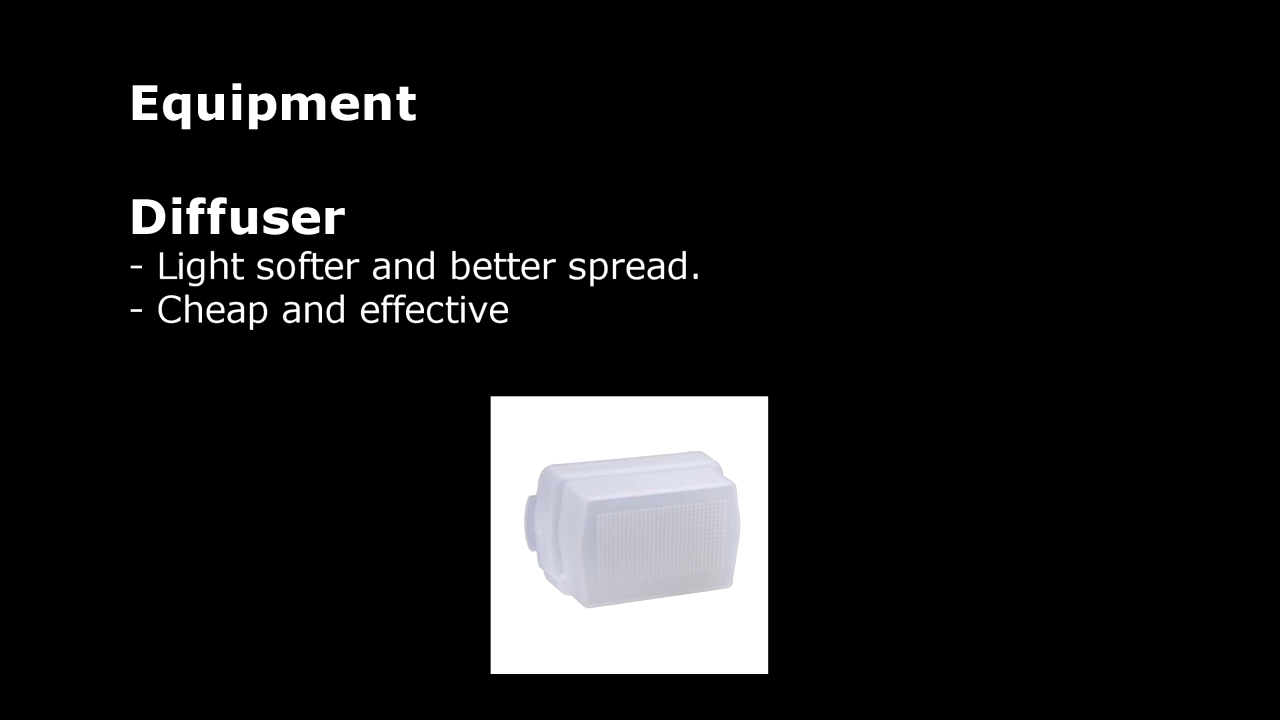 Equipment
Diffuser
- Light softer and better spread.
- Cheap and effective